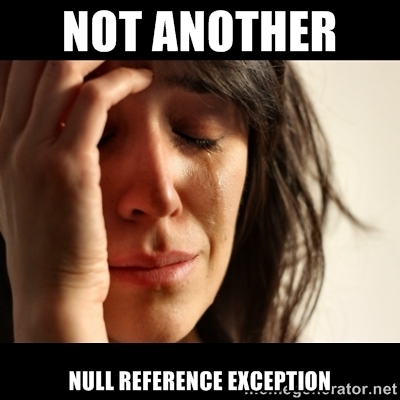 NOT ANOTHER
NULL REFERENCE EXCEPTION